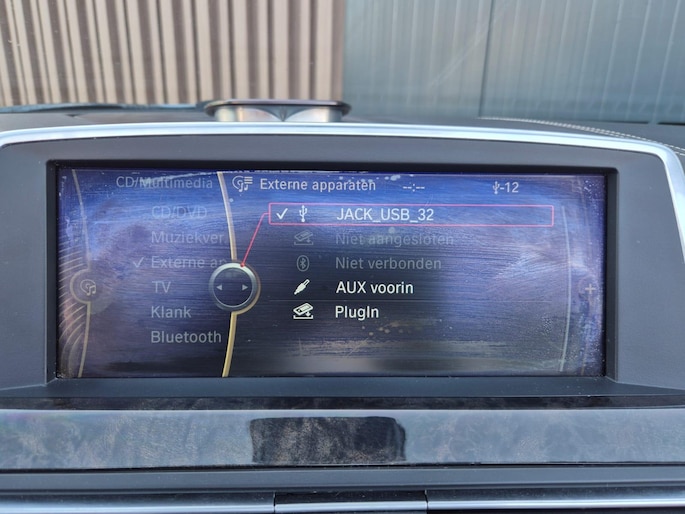 CD/Multimedia
Externe apparaten
--:--
-12
CD/DVD
JACK_USB_32
Muziekver
Niet aangesloten
Externe ap
Niet verbonden
TV
AUX voorin
Klank
PlugIn
Bluetooth